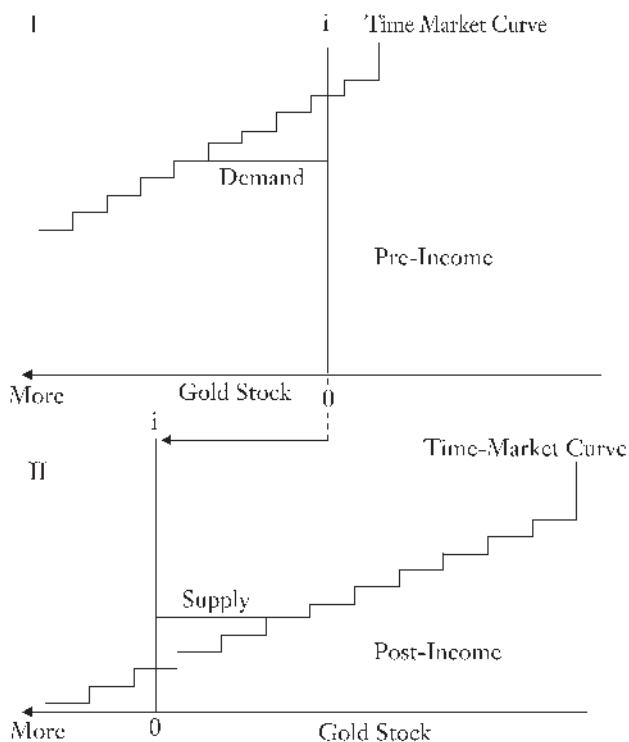 I
i
Time Market Curve
Demand
Pre-Income
More
Gold Stock
0
i
II
Time-Market Curve
Supply
Post-Income
More
0
Gold Stock